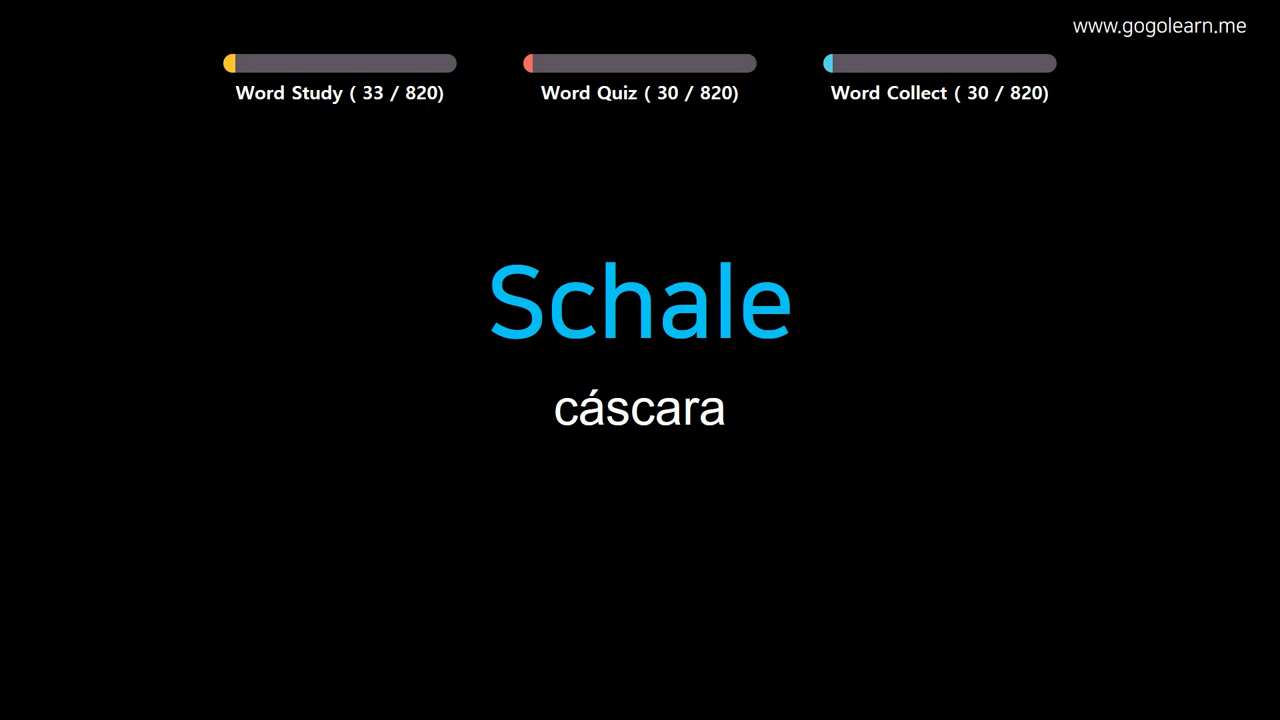 www.gogolearn.me
Word Study ( 33 / 820)
Word Quiz ( 30 / 820)
Word Collect ( 30 / 820)
Schale
cáscara